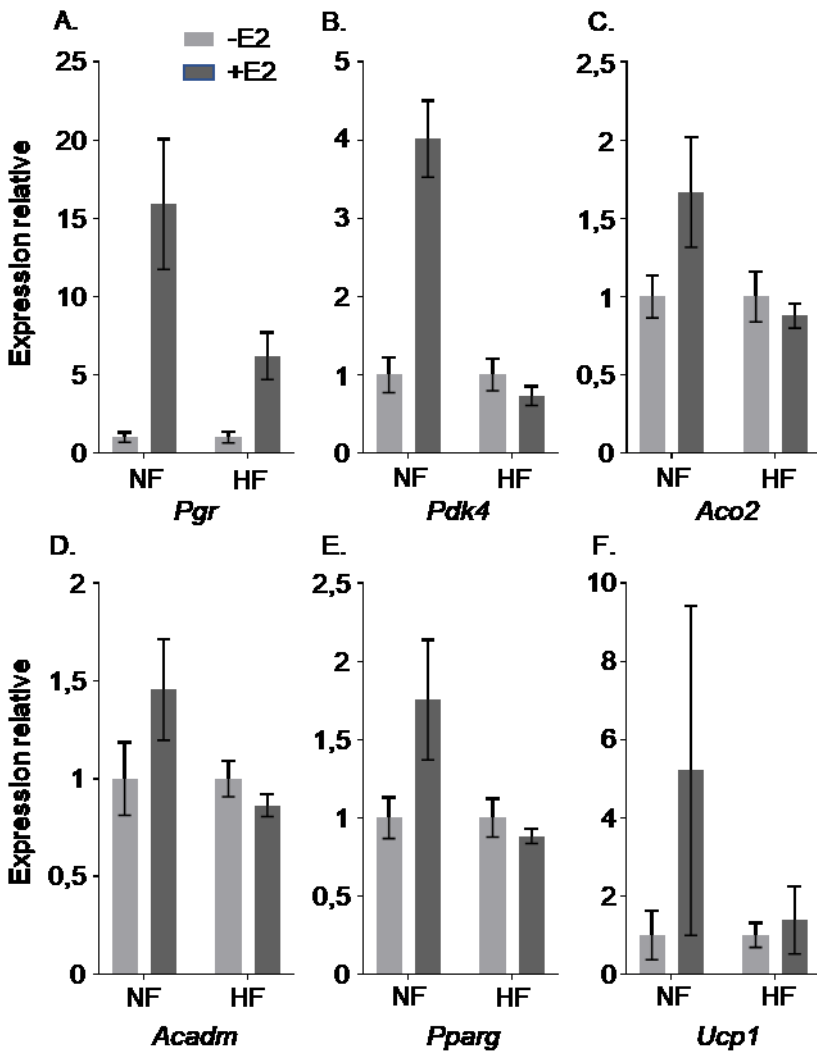 A.
-E2
+E2
B.
C.
25
20
15
10
5
0
5
4
3
2
1
0
2,5
2
1,5
1
0,5
0
Expression relative
NF HF
NF HF
NF HF
Pgr
Pdk4
Aco2
D.
E.
F.
2
1,5
1
0,5
0
2,5
2
1,5
1
0,5
0
10
8
6
4
2
0
Expression relative
NF HF
NF HF
NF HF
Acadm
Pparg
Ucp1